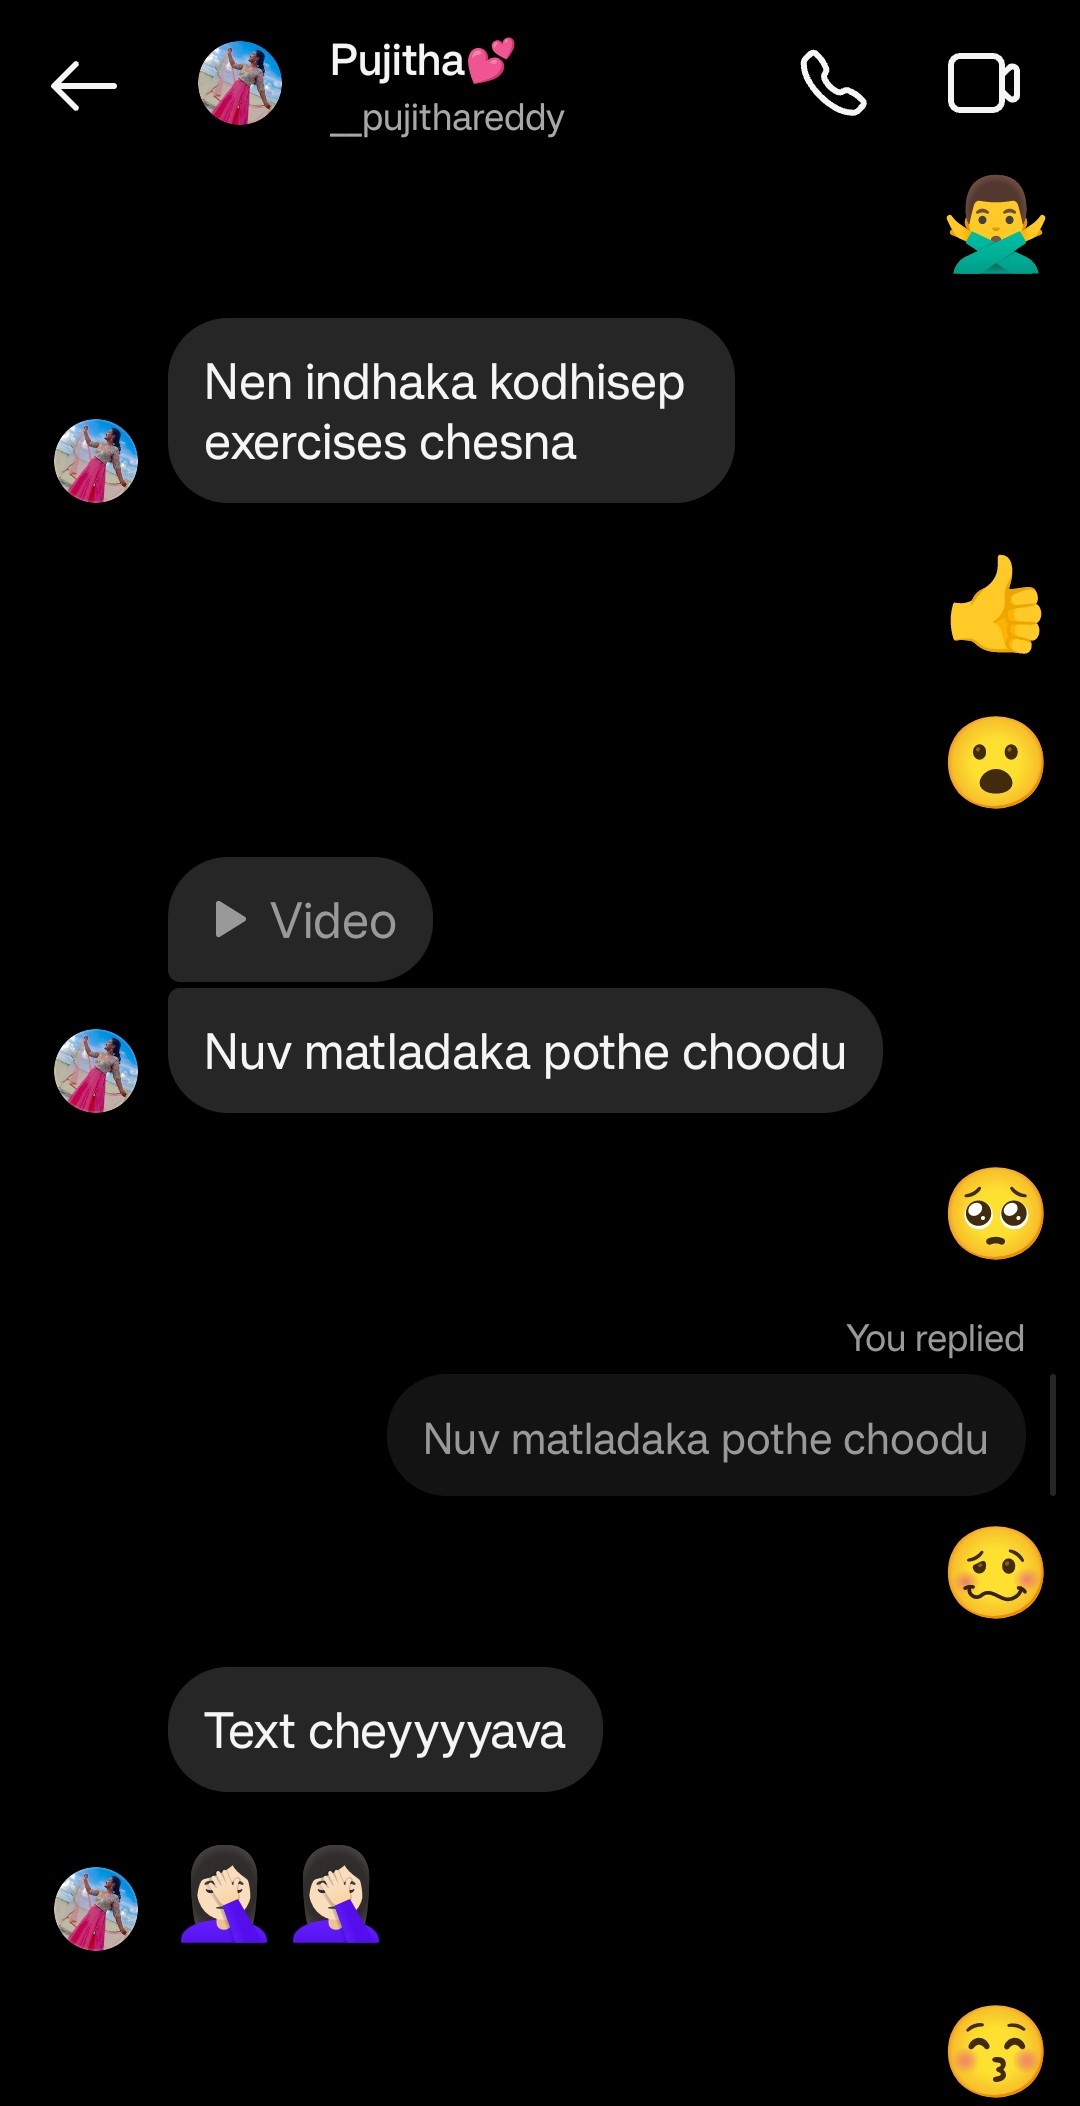 Pujitha💕
__pujithareddy
🙅‍♂️
Nen indhaka kodhisep
exercises chesna
👍
😮
Video
Nuv matladaka pothe choodu
🥺
You replied
Nuv matladaka pothe choodu
🥴
Text cheyyyyava
🤦🏻‍♀️🤦🏻‍♀️
😚